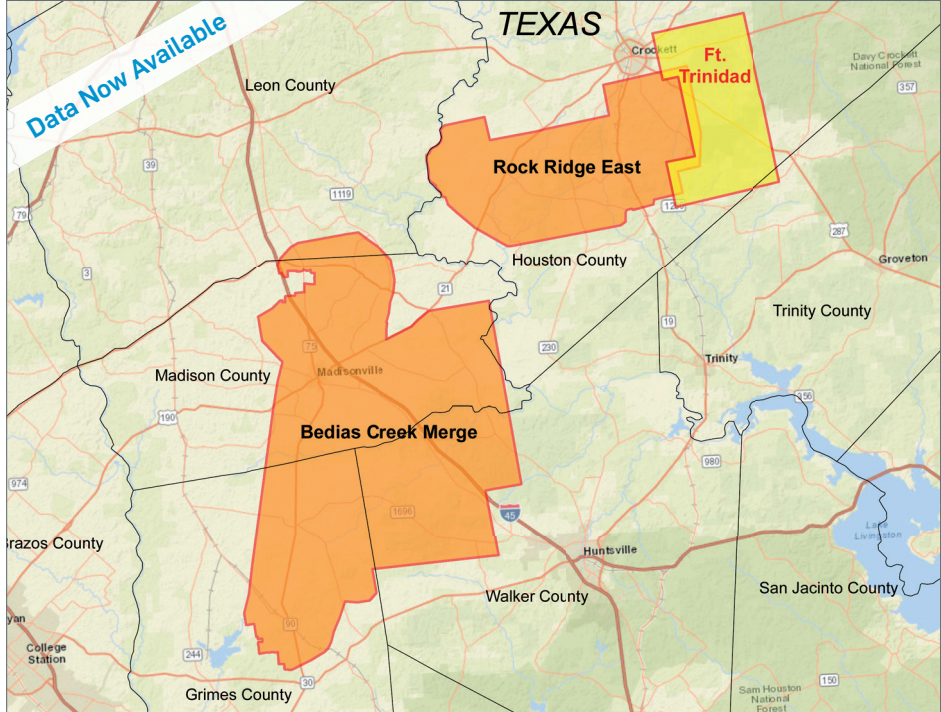 TEXAS
Data Now Available
Crockett
Ft.
Trinidad
Davy Crockett
National Forest
357
Leon County
39
Rock Ridge East
1119
79
287
Houston County
Groveton
3
21
Trinity County
19
230
75
Madisonville
Trinity
Madison County
356
190
Bedias Creek Merge
980
974
1696
45
Lake
Livingston
Brazos County
Huntsville
San Jacinto County
Walker County
90
yan
College
Station
244
30
150
Grimes County
Sam Houston
National
Forest